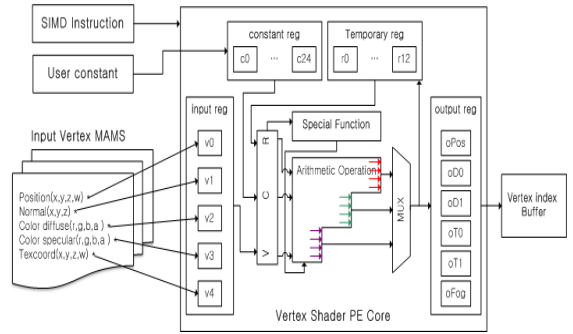 SIMD Instruction
User constant
constant reg
c0 ... c24
Temporary reg
r0 ... r12
Input Vertex MAMS
Position(x,y,z,w)
Normal(x,y,z)
Color diffuse(r,g,b,a )
Color specular(r,g,b,a )
Texcoord(x,y,z,w)
input reg
v0
v1
v2
v3
v4
R
C
V
Special Function
Arithmetic Operation
MUX
output reg
oPos
oD0
oD1
oT0
oT1
oFog
Vertex index
Buffer
Vertex Shader PE Core